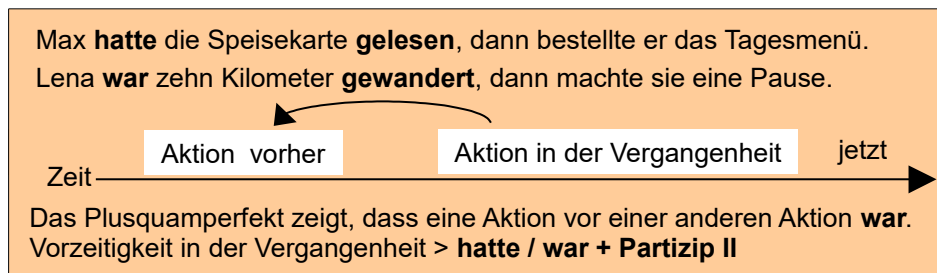 Max hatte die Speisekarte gelesen, dann bestellte er das Tagesmenü.
Lena war zehn Kilometer gewandert, dann machte sie eine Pause.
Aktion vorher
Aktion in der Vergangenheit
jetzt
Zeit
Das Plusquamperfekt zeigt, dass eine Aktion vor einer anderen Aktion war.
Vorzeitigkeit in der Vergangenheit > hatte / war + Partizip II